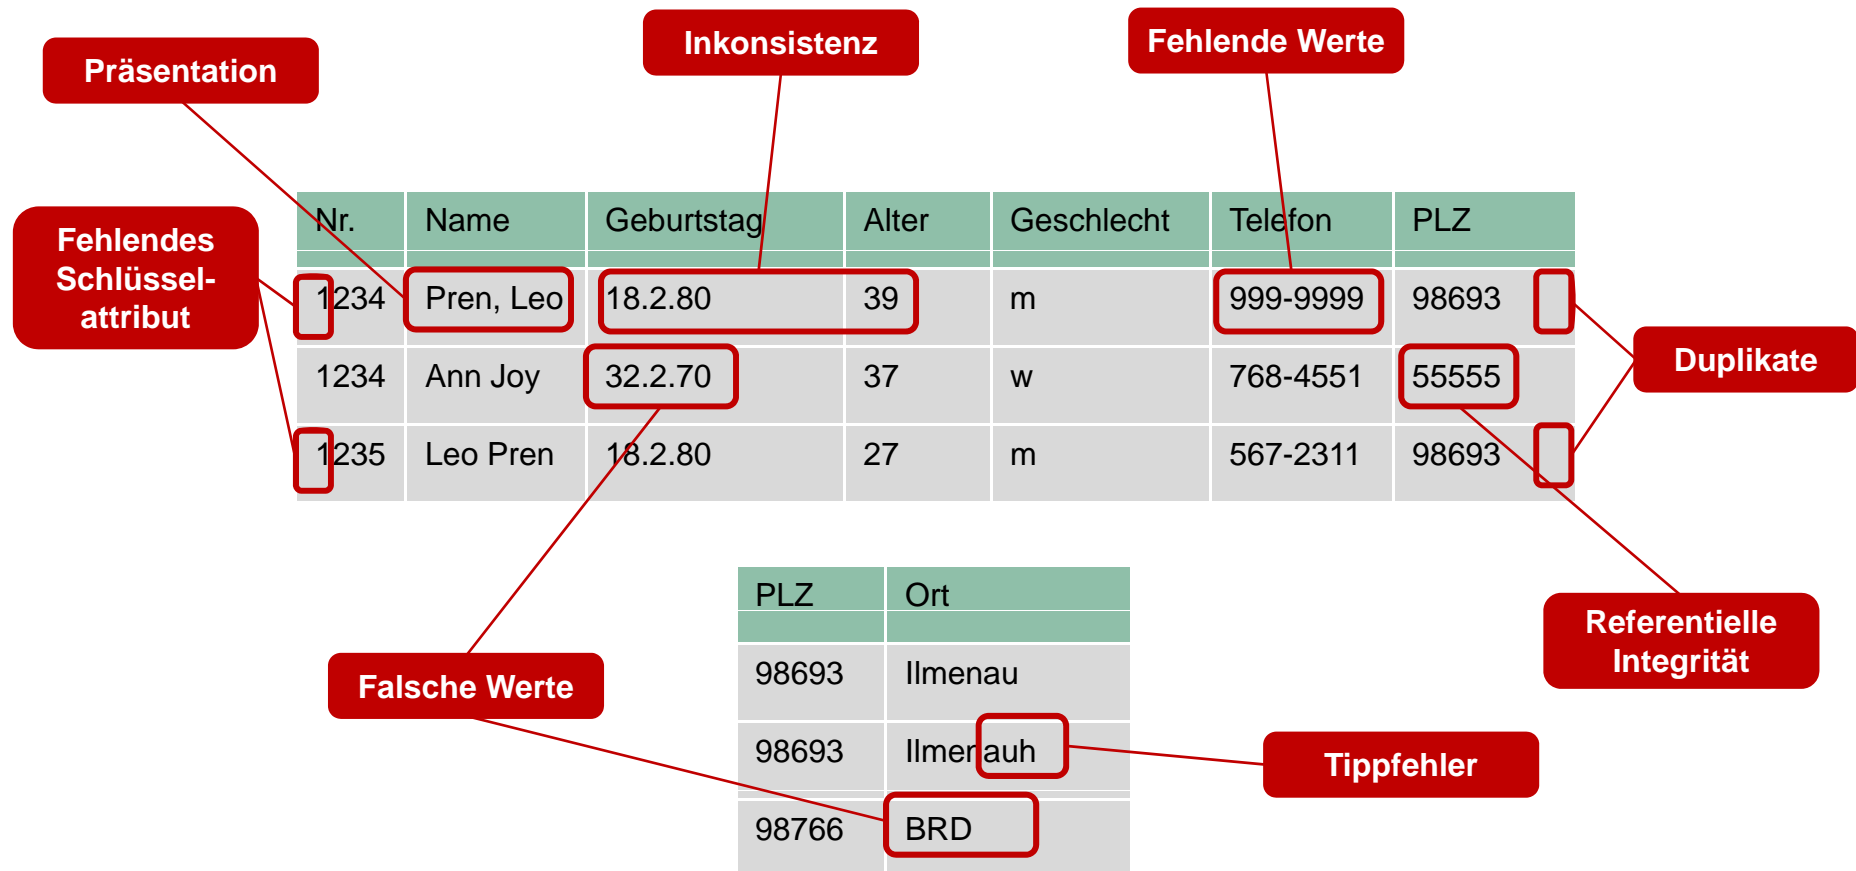 Inkonsistenz
Fehlende Werte
Präsentation
Fehlendes
Schlüssel-
attribut
Nr. Name Geburtstag Alter Geschlecht Telefon PLZ
1234 Pren, Leo 18.2.80 39 m 999-9999 98693
1234 Ann Joy 32.2.70 37 w 768-4551 55555
1235 Leo Pren 18.2.80 27 m 567-2311 98693
Duplikate
PLZ Ort
98693 Ilmenau
98693 Ilmenauh
98766 BRD
Referentielle
Integrität
Falsche Werte
Tippfehler